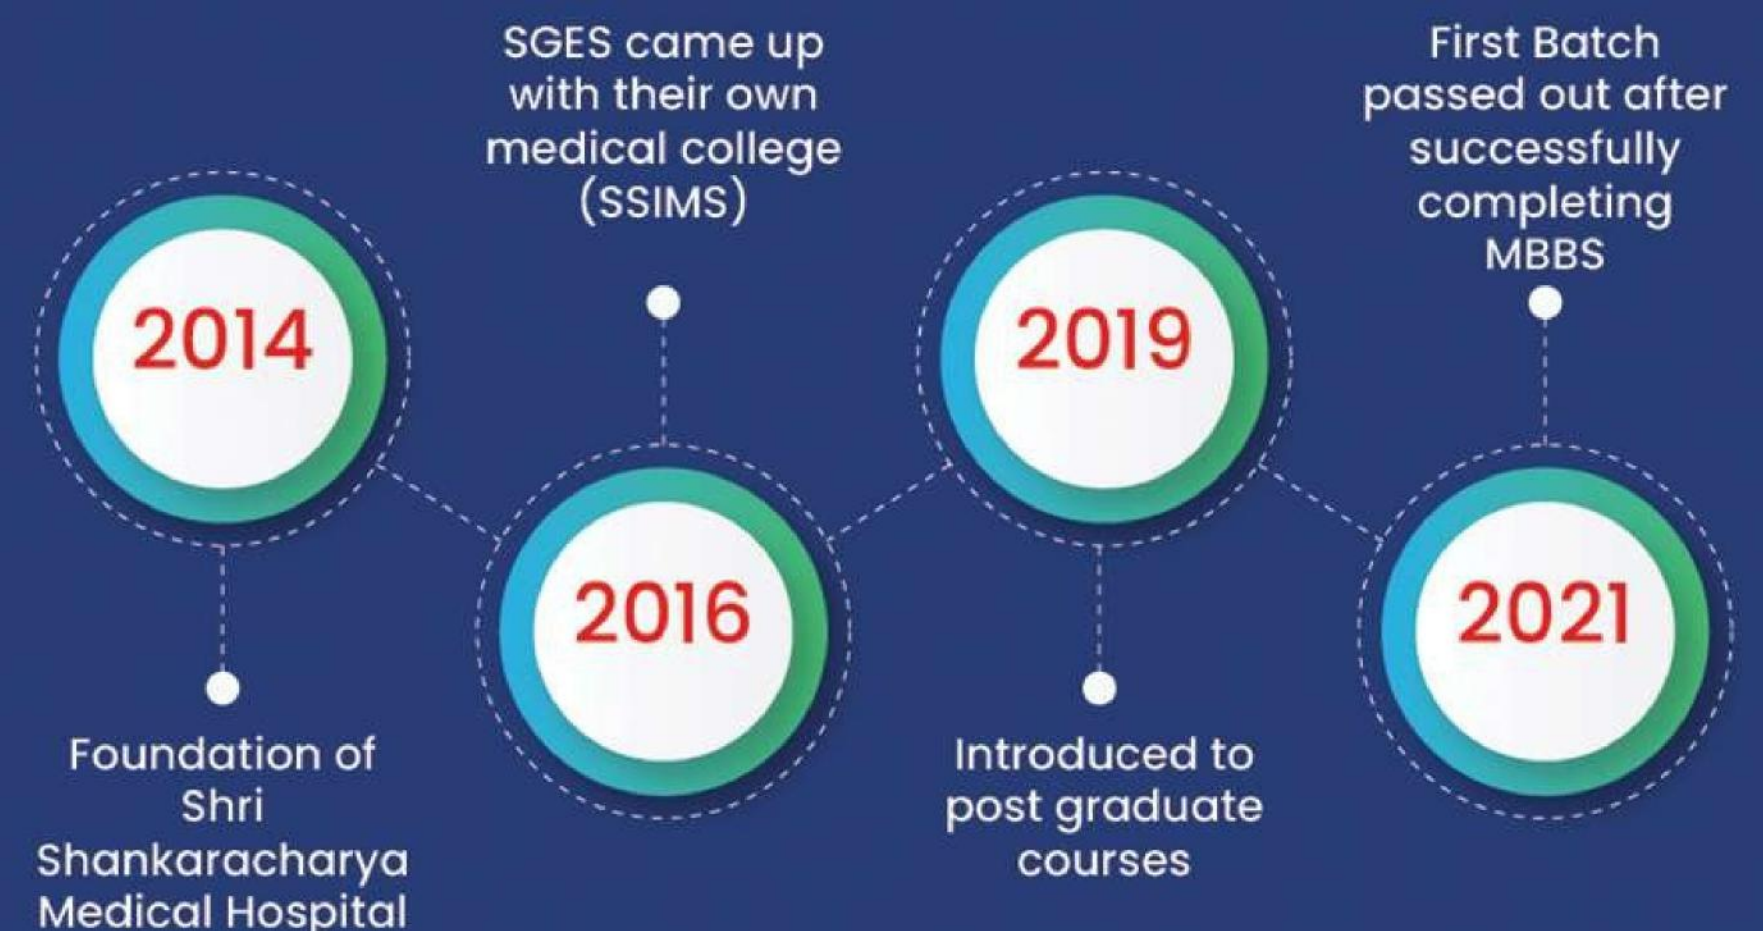 2014
Foundation of
Shri
Shankaracharya
Medical Hospital
SGES came up
with their own
medical college
(SSIMS)
2016
2019
Introduced to
post graduate
courses
First Batch
passed out after
successfully
completing
MBBS
2021